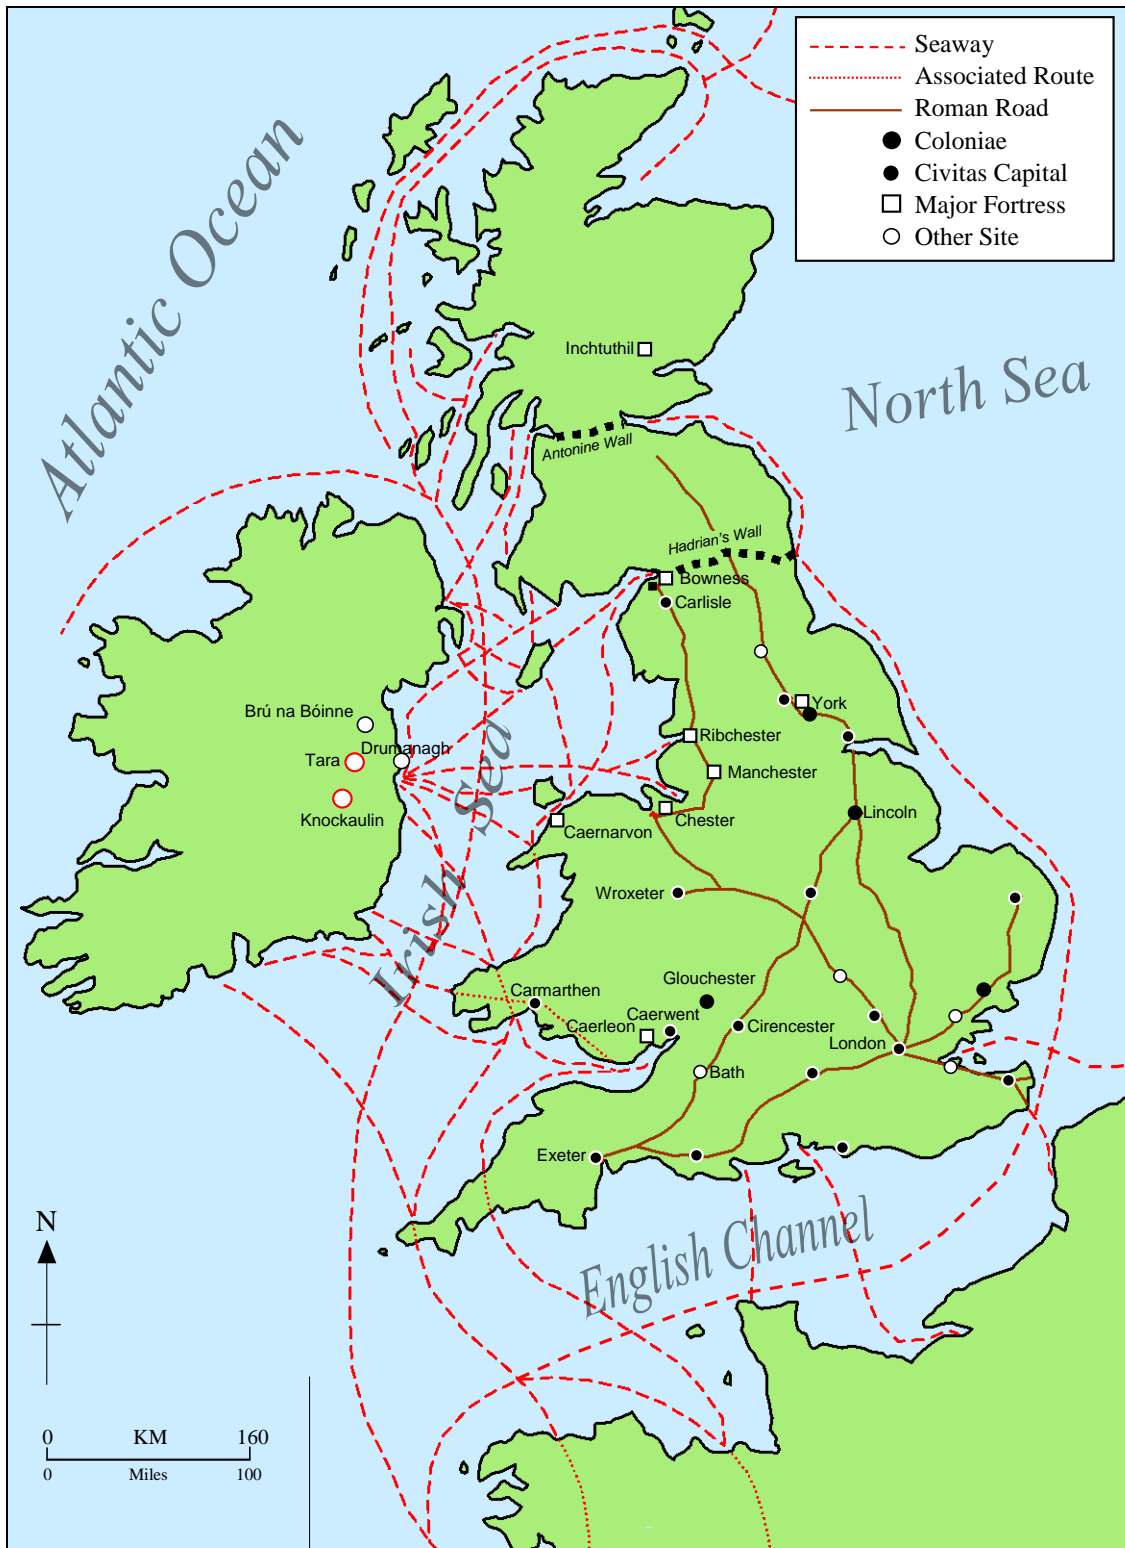 Seaway
Associated Route
Roman Road
Coloniae
Civitas Capital
Major Fortress
Other Site
Atlantic Ocean
North Sea
Inchtuthil
Antonine Wall
Hadrian's Wall
Bowness
Carlisle
York
Brú na Bóinne
Drumanagh
Tara
Knockaulin
Irish Sea
Ribchester
Manchester
Chester
Caernarvon
Lincoln
Wroxeter
Glouchester
Carmarthen
Caerwent
Caerleon
Cirencester
London
Bath
Exeter
English Channel
N
0 KM 160
0 Miles 100